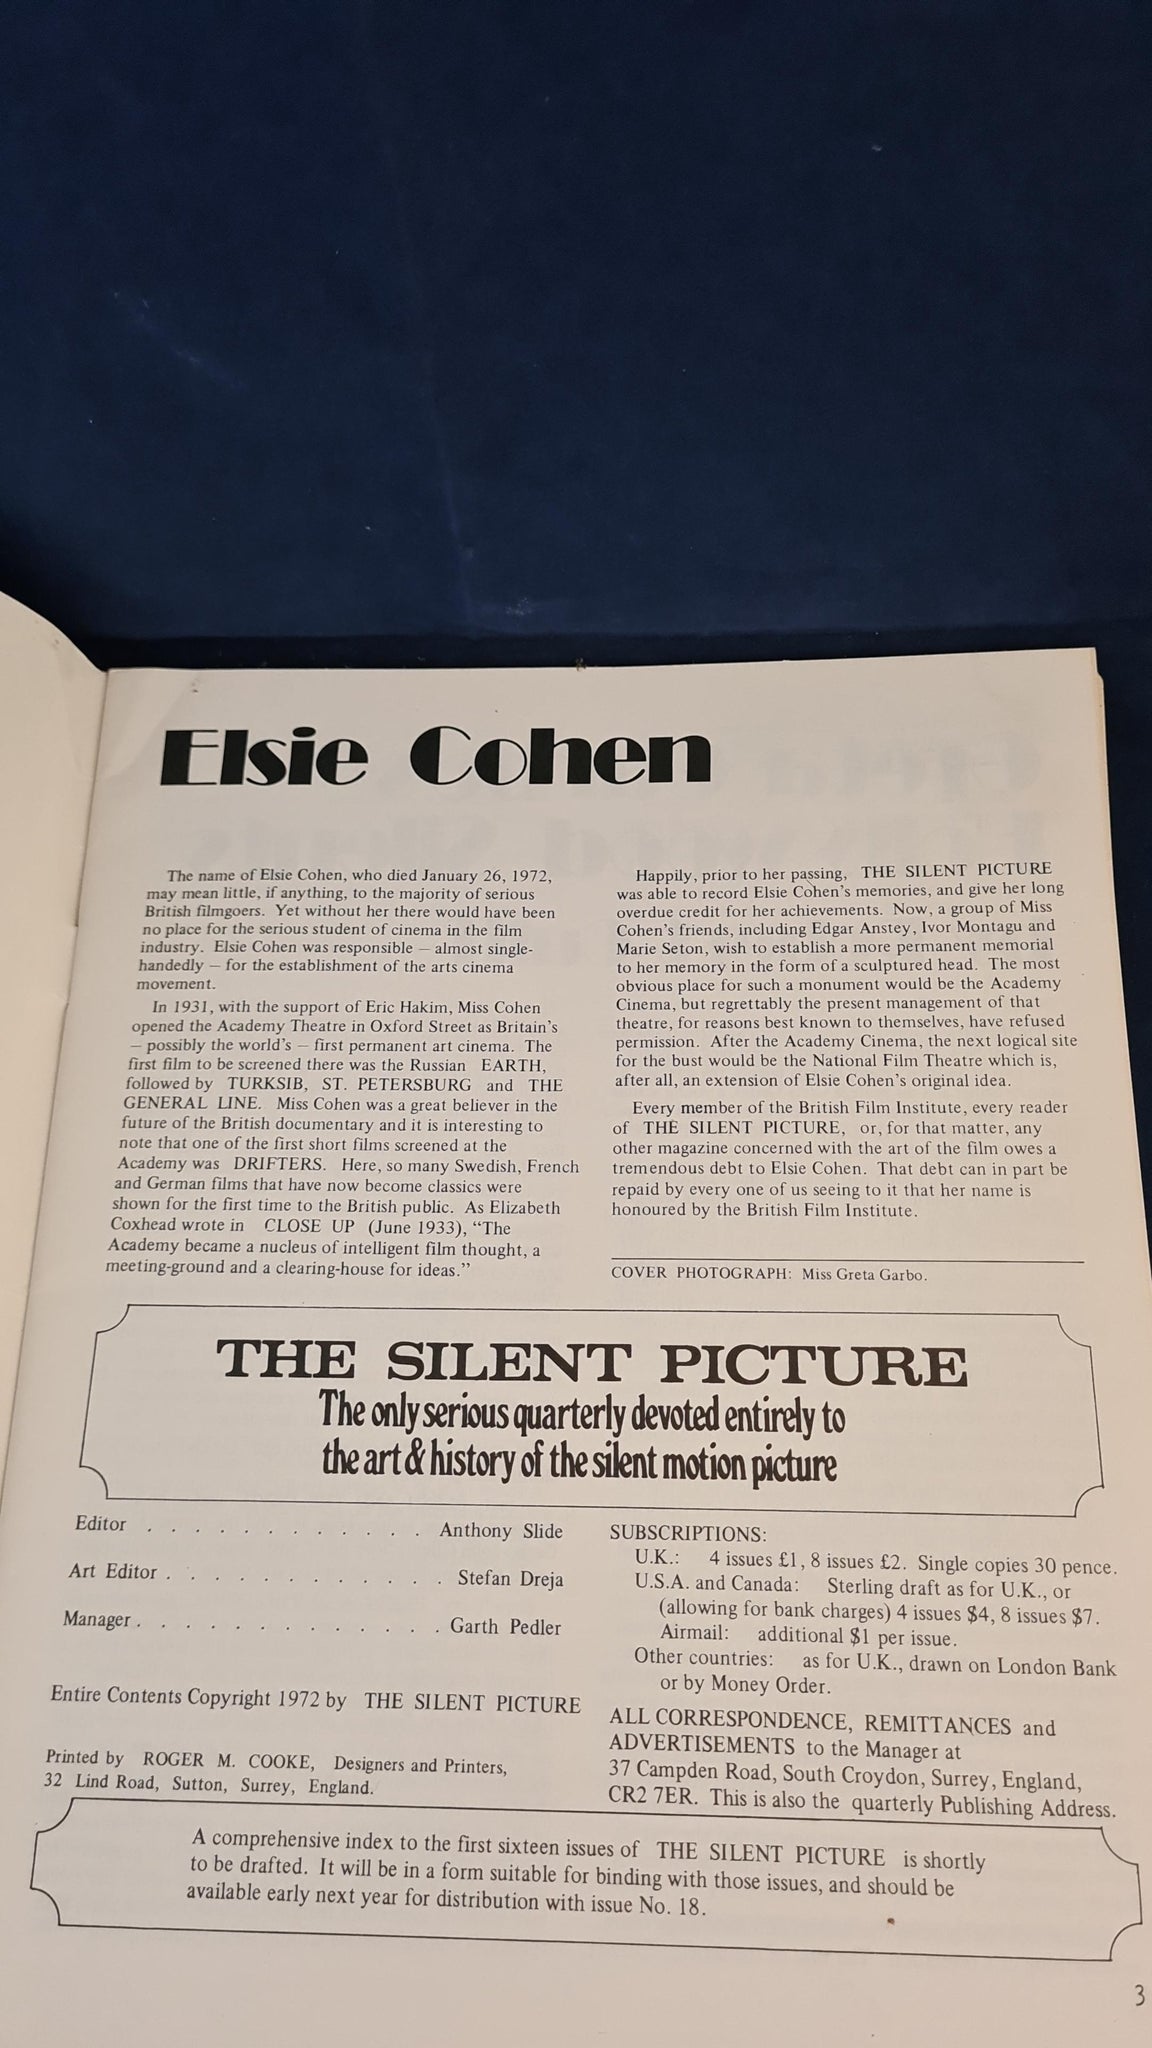 Elsie Cohen
The name of Elsie Cohen, who died January 26, 1972,
may mean little, if anything, to the majority of serious
British filmgoers. Yet without her there would have been
no place for the serious student of cinema in the film
industry. Elsie Cohen was responsible — almost single-
handedly — for the establishment of the arts cinema
movement.
In 1931, with the support of Eric Hakim, Miss Cohen
opened the Academy Theatre in Oxford Street as Britain's
— possibly the world's — first permanent art cinema. The
first film to be screened there was the Russian EARTH,
followed by TURKSIB, ST. PETERSBURG and THE
GENERAL LINE. Miss Cohen was a great believer in the
future of the British documentary and it is interesting to
note that one of the first short films screened at the
Academy was DRIFTERS. Here, so many Swedish, French
and German films that have now become classics were
shown for the first time to the British public. As Elizabeth
Coxhead wrote in CLOSE UP (June 1933), “The
Academy became a nucleus of intelligent film thought, a
meeting-ground and a clearing-house for ideas.”
Happily, prior to her passing, THE SILENT PICTURE
was able to record Elsie Cohen's memories, and give her long
overdue credit for her achievements. Now, a group of Miss
Cohen's friends, including Edgar Anstey, Ivor Montagu and
Marie Seton, wish to establish a more permanent memorial
to her memory in the form of a sculptured head. The most
obvious place for such a monument would be the Academy
Cinema, but regrettably the present management of that
theatre, for reasons best known to themselves, have refused
permission. After the Academy Cinema, the next logical site
for the bust would be the National Film Theatre which is,
after all, an extension of Elsie Cohen's original idea.
Every member of the British Film Institute, every reader
of THE SILENT PICTURE, or, for that matter, any
other magazine concerned with the art of the film owes a
tremendous debt to Elsie Cohen. That debt can in part be
repaid by every one of us seeing to it that her name is
honoured by the British Film Institute.
COVER PHOTOGRAPH: Miss Greta Garbo.
THE SILENT PICTURE
The only serious quarterly devoted entirely to
the art & history of the silent motion picture
Editor . . . . . . . . . . . . . Anthony Slide
Art Editor . . . . . . . . . . . . Stefan Dreja
Manager . . . . . . . . . . . . . Garth Pedler
Entire Contents Copyright 1972 by THE SILENT PICTURE
Printed by ROGER M. COOKE, Designers and Printers,
32 Lind Road, Sutton, Surrey, England.
SUBSCRIPTIONS:
U.K.: 4 issues £1, 8 issues £2. Single copies 30 pence.
U.S.A. and Canada: Sterling draft as for U.K., or
(allowing for bank charges) 4 issues $4, 8 issues $7.
Airmail: additional $1 per issue.
Other countries: as for U.K., drawn on London Bank
or by Money Order.
ALL CORRESPONDENCE, REMITTANCES and
ADVERTISEMENTS to the Manager at
37 Campden Road, South Croydon, Surrey, England,
CR2 7ER. This is also the quarterly Publishing Address.
A comprehensive index to the first sixteen issues of THE SILENT PICTURE is shortly
to be drafted. It will be in a form suitable for binding with those issues, and should be
available early next year for distribution with issue No. 18.
3